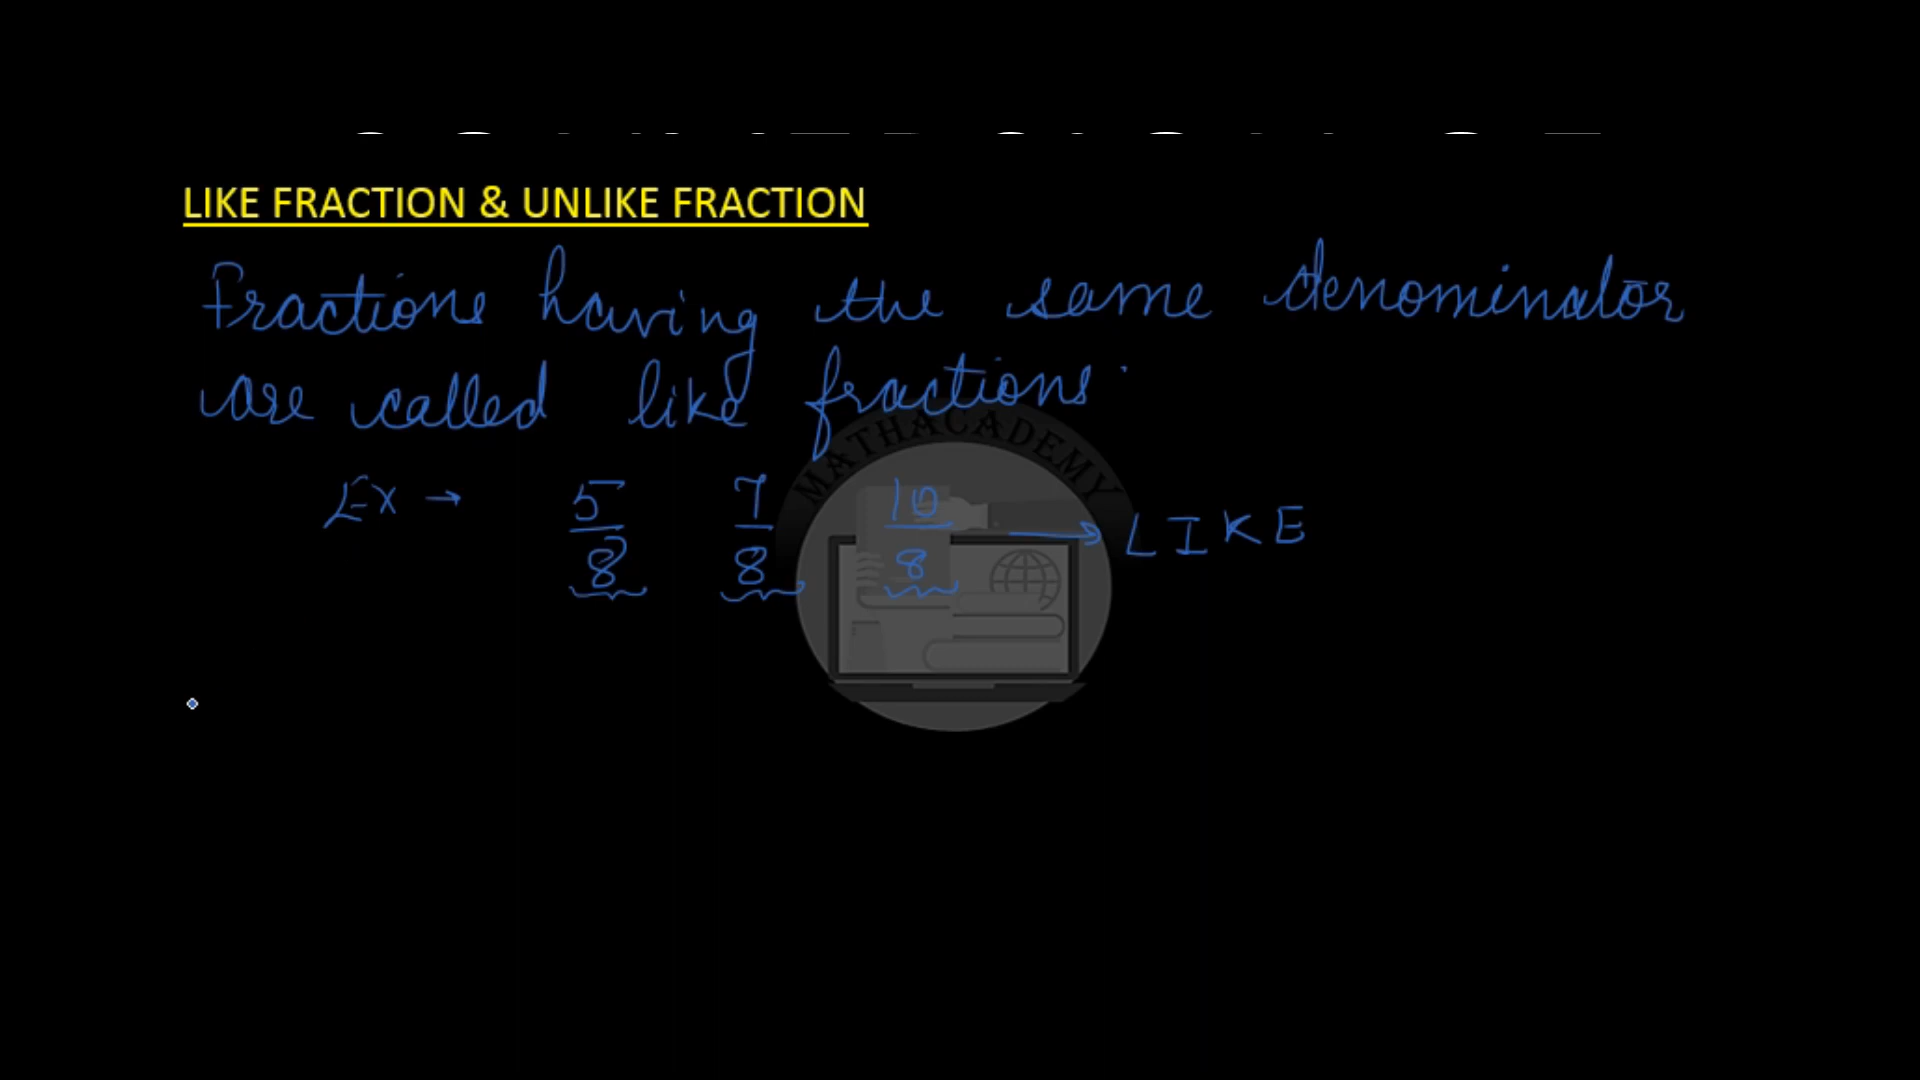 LIKE FRACTION & UNLIKE FRACTION
Fractions having the same denominator
are called like fractions.
Ex → 5/8 7/8 10/8 → LIKE
MATHACADEMY